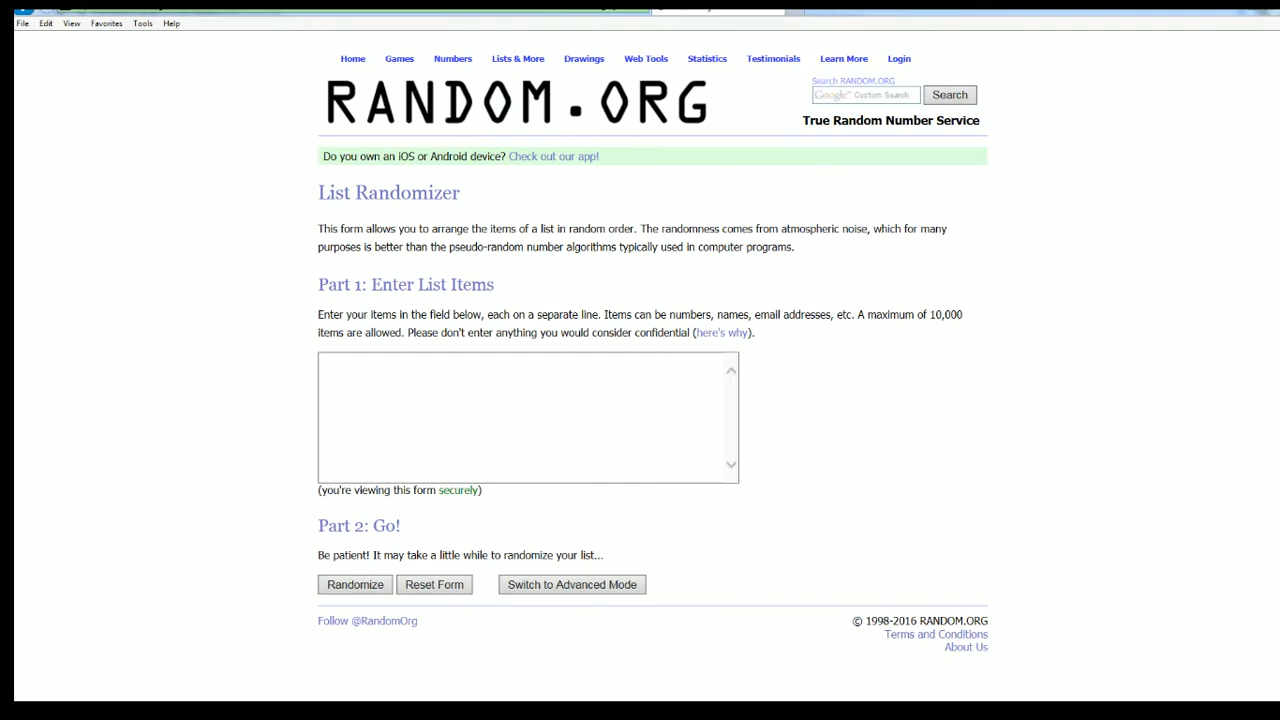 File Edit View Favorites Tools Help
Home Games Numbers Lists & More Drawings Web Tools Statistics Testimonials Learn More Login
RANDOM.ORG
Search RANDOM.ORG
Google™ Custom Search Search
True Random Number Service
Do you own an iOS or Android device? Check out our app!
List Randomizer
This form allows you to arrange the items of a list in random order. The randomness comes from atmospheric noise, which for many
purposes is better than the pseudo-random number algorithms typically used in computer programs.
Part 1: Enter List Items
Enter your items in the field below, each on a separate line. Items can be numbers, names, email addresses, etc. A maximum of 10,000
items are allowed. Please don't enter anything you would consider confidential (here's why).
(you're viewing this form securely)
Part 2: Go!
Be patient! It may take a little while to randomize your list...
Randomize Reset Form Switch to Advanced Mode
Follow @RandomOrg
© 1998-2016 RANDOM.ORG
Terms and Conditions
About Us